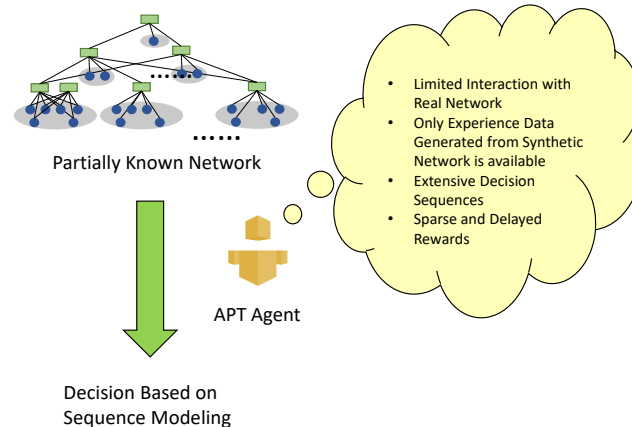 Partially Known Network
• Limited Interaction with
Real Network
• Only Experience Data
Generated from Synthetic
Network is available
• Extensive Decision
Sequences
• Sparse and Delayed
Rewards
APT Agent
Decision Based on
Sequence Modeling